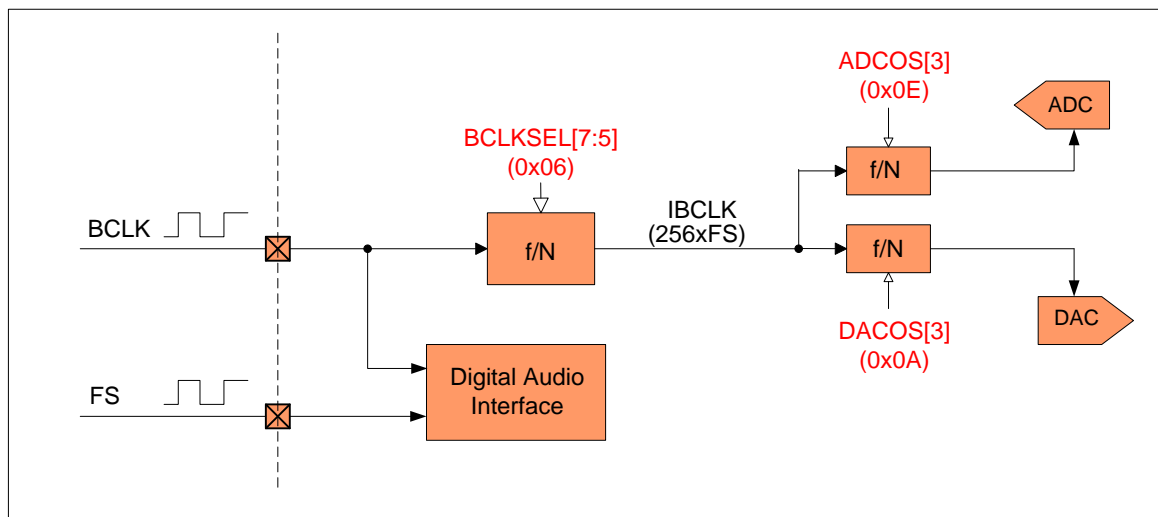 ADCOS[3]
(0x0E)
ADC
BCLKSEL[7:5]
(0x06)
f/N
BCLK
IBCLK
(256xFS)
f/N
f/N
DAC
DACOS[3]
(0x0A)
FS
Digital Audio
Interface